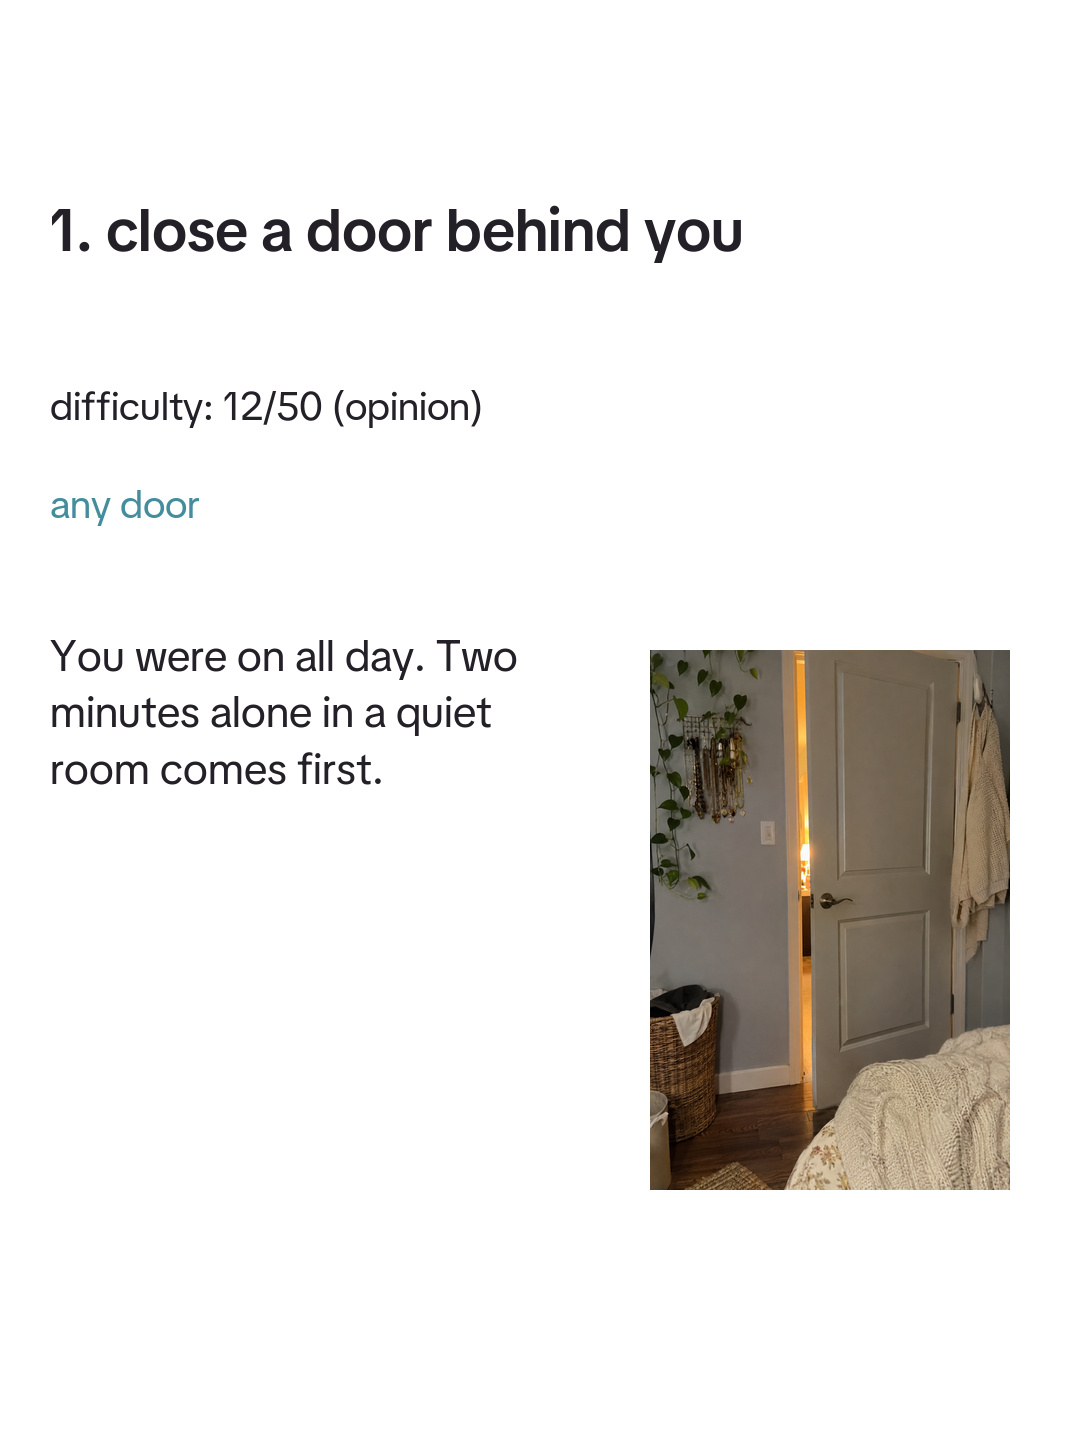 1. close a door behind you
difficulty: 12/50 (opinion)
any door
You were on all day. Two
minutes alone in a quiet
room comes first.